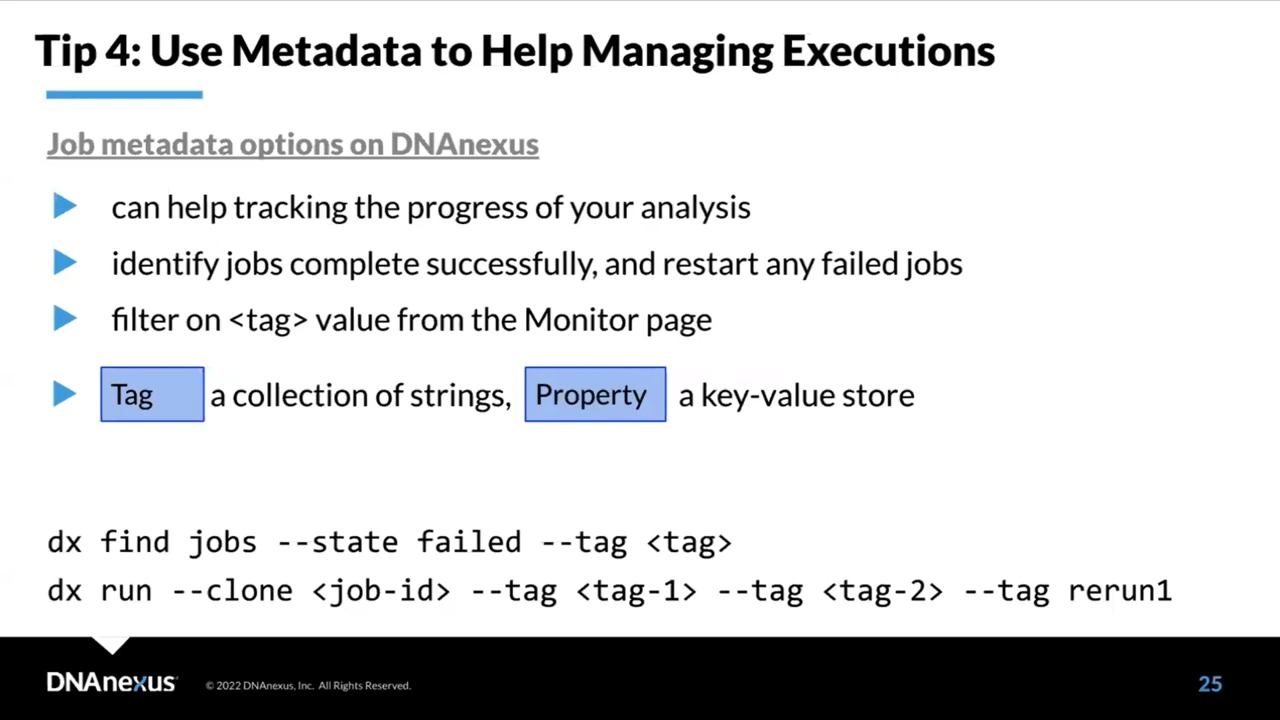 Tip 4: Use Metadata to Help Managing Executions
Job metadata options on DNAnexus
can help tracking the progress of your analysis
identify jobs complete successfully, and restart any failed jobs
filter on <tag> value from the Monitor page
Tag a collection of strings, Property a key-value store
dx find jobs --state failed --tag <tag>
dx run --clone <job-id> --tag <tag-1> --tag <tag-2> --tag rerun1
DNAnexus © 2022 DNAnexus, Inc. All Rights Reserved. 25